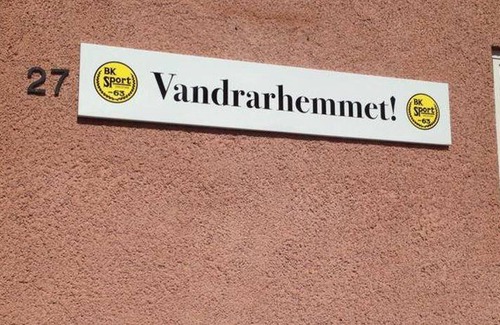 27
BK
Sport
-63
Vandrarhemmet!
BK
Sport
-63